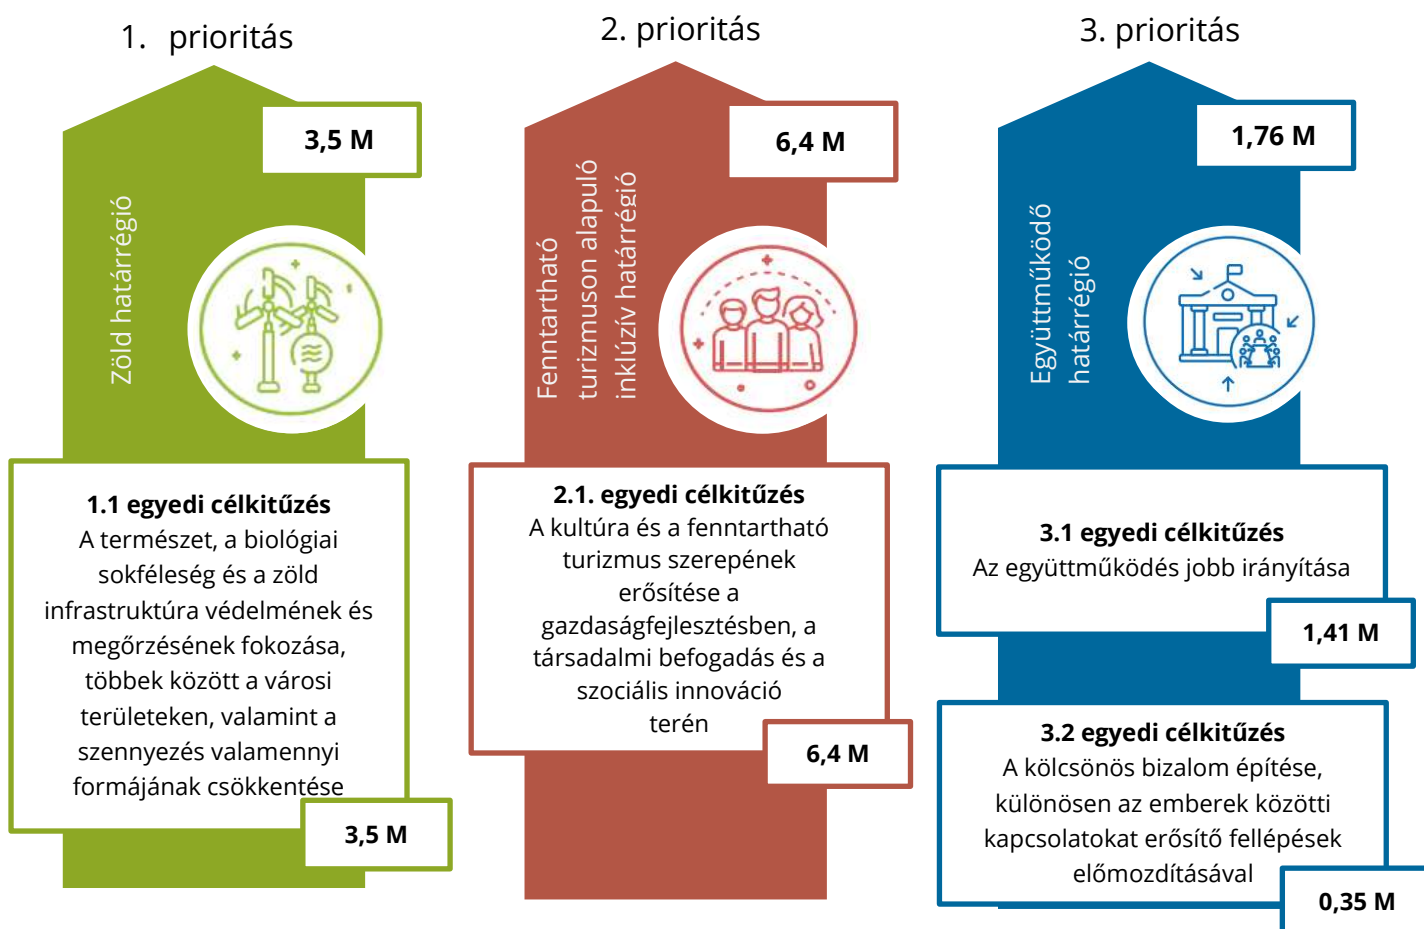 1. prioritás
3,5 M
Zöld határrégió
1.1 egyedi célkitűzés
A természet, a biológiai
sokféleség és a zöld
infrastruktúra védelmének és
megőrzésének fokozása,
többek között a városi
területeken, valamint a
szennyezés valamennyi
formájának csökkentése
3,5 M
2. prioritás
6,4 M
Fenntartható
turizmuson alapuló
inklúzív határrégió
2.1. egyedi célkitűzés
A kultúra és a fenntartható
turizmus szerepének
erősítése a
gazdaságfejlesztésben, a
társadalmi befogadás és a
szociális innováció
terén
6,4 M
3. prioritás
1,76 M
Együttműködő
határrégió
3.1 egyedi célkitűzés
Az együttműködés jobb irányítása
1,41 M
3.2 egyedi célkitűzés
A kölcsönös bizalom építése,
különösen az emberek közötti
kapcsolatokat erősítő fellépések
előmozdításával
0,35 M